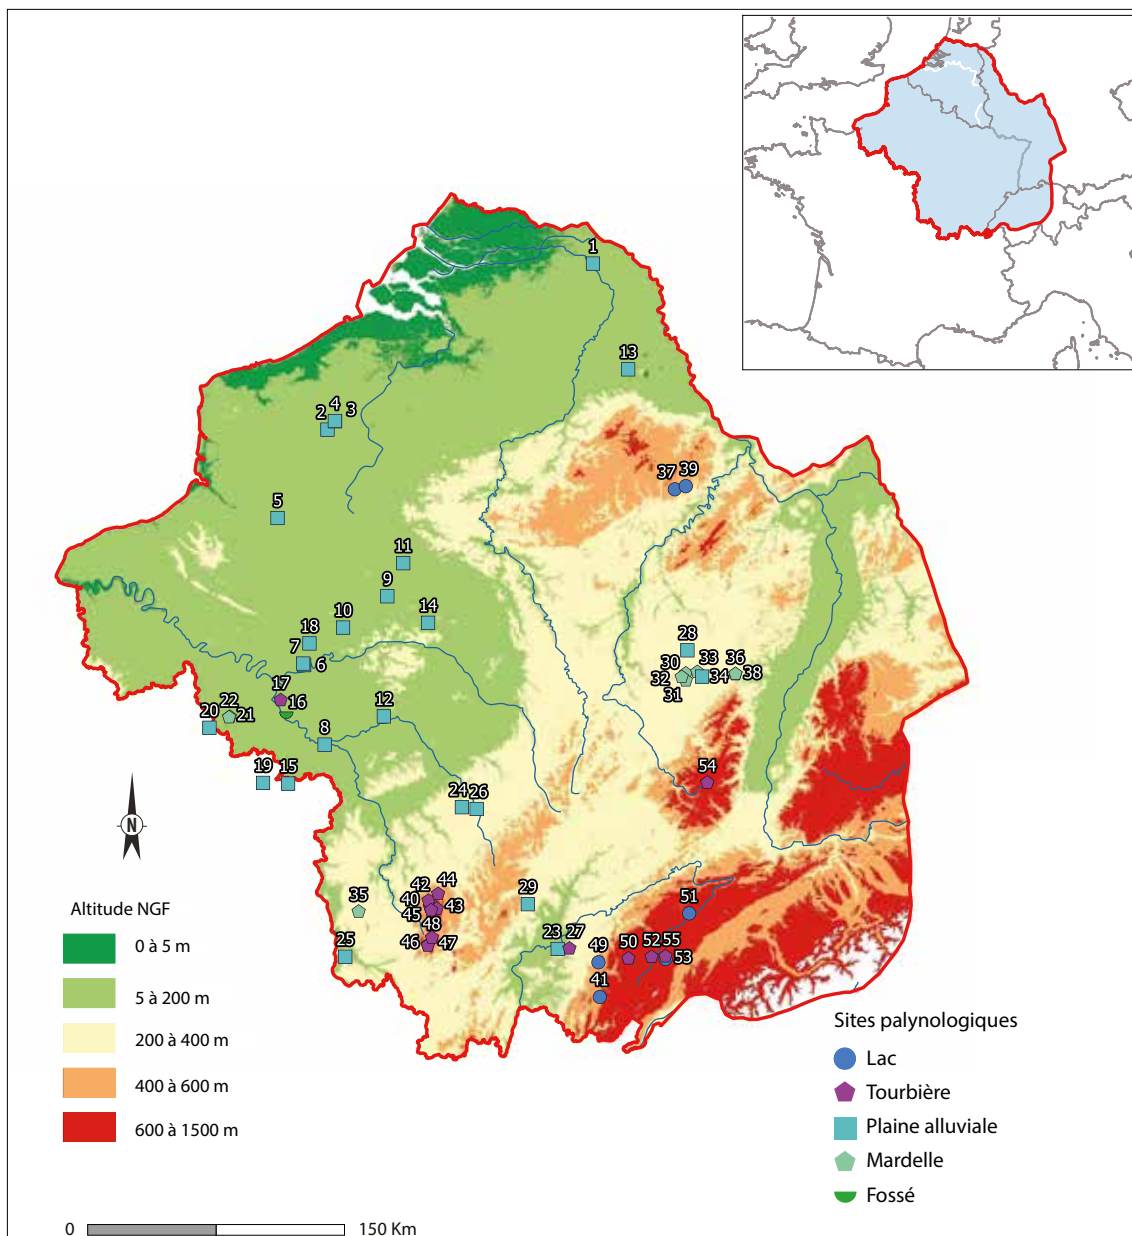 1
13
4 3
2
37 39
5
11
9
10 14
18
7
6
28
33 36
30
32 34 38
31
17
16
22
20 21
12
8
19 15
54
24 26
N
42 44
40
45 43
48
46 47
35
25
29
23 27
51
49
50 52 55
53
41
Altitude NGF
0 à 5 m
5 à 200 m
200 à 400 m
400 à 600 m
600 à 1500 m
Sites palynologiques
Lac
Tourbière
Plaine alluviale
Mardelle
Fossé
0 150 Km